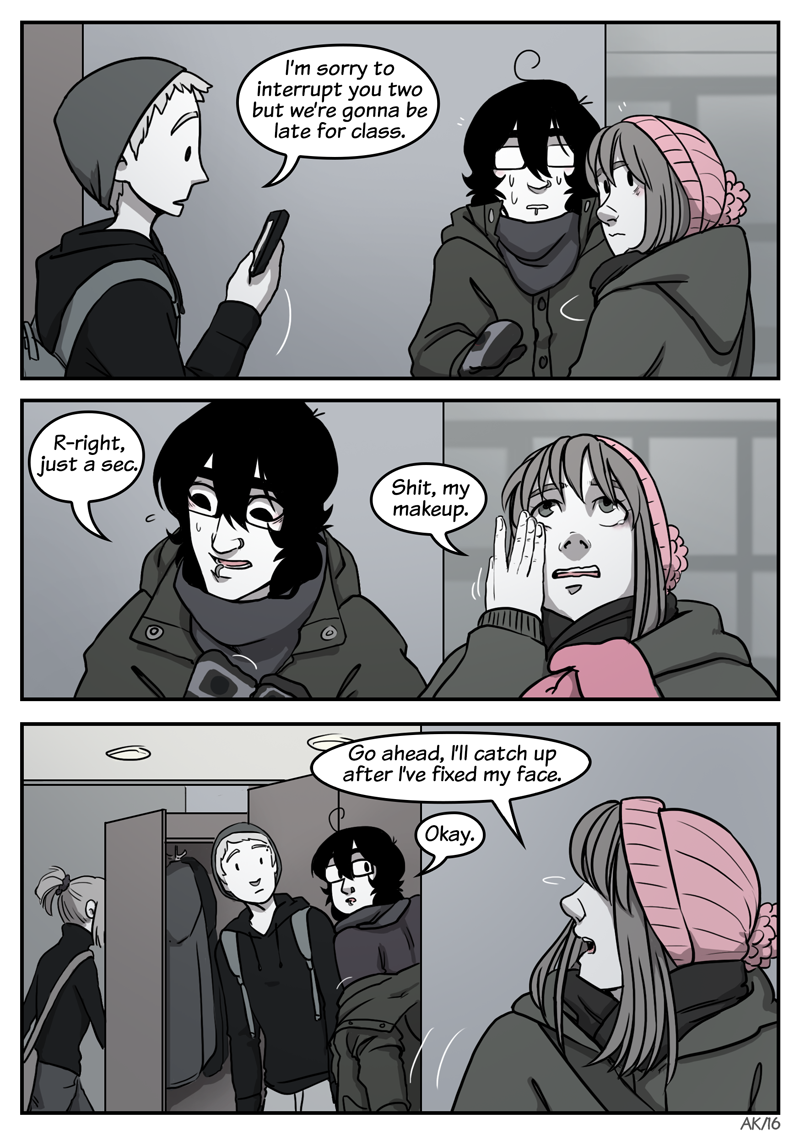 I'm sorry to
interrupt you two
but we're gonna be
late for class.
R-right,
just a sec.
Shit, my
makeup.
Go ahead, I'll catch up
after I've fixed my face.
Okay.
AK/16